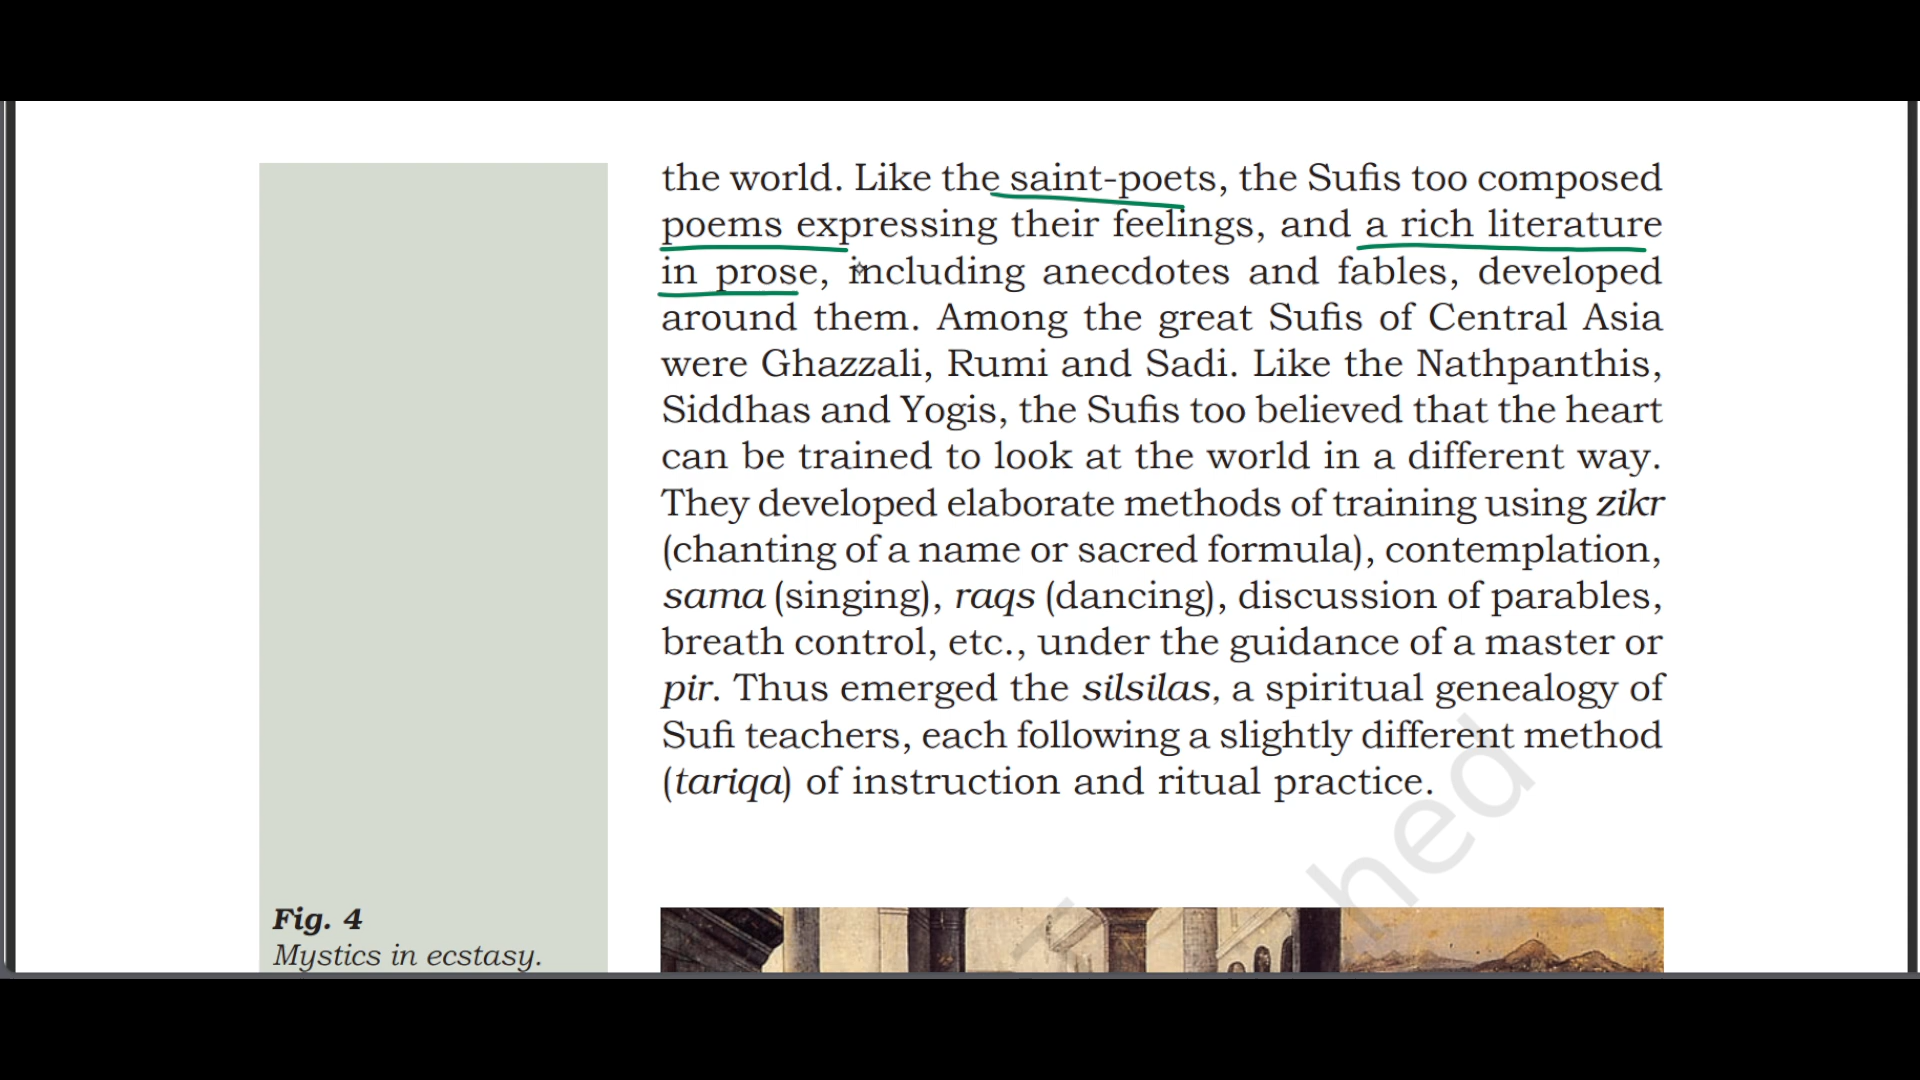 the world. Like the saint-poets, the Sufis too composed
poems expressing their feelings, and a rich literature
in prose, including anecdotes and fables, developed
around them. Among the great Sufis of Central Asia
were Ghazzali, Rumi and Sadi. Like the Nathpanthis,
Siddhas and Yogis, the Sufis too believed that the heart
can be trained to look at the world in a different way.
They developed elaborate methods of training using zikr
(chanting of a name or sacred formula), contemplation,
sama (singing), raqs (dancing), discussion of parables,
breath control, etc., under the guidance of a master or
pir. Thus emerged the silsilas, a spiritual genealogy of
Sufi teachers, each following a slightly different method
(tariqa) of instruction and ritual practice.
Fig. 4
Mystics in ecstasy.
hed